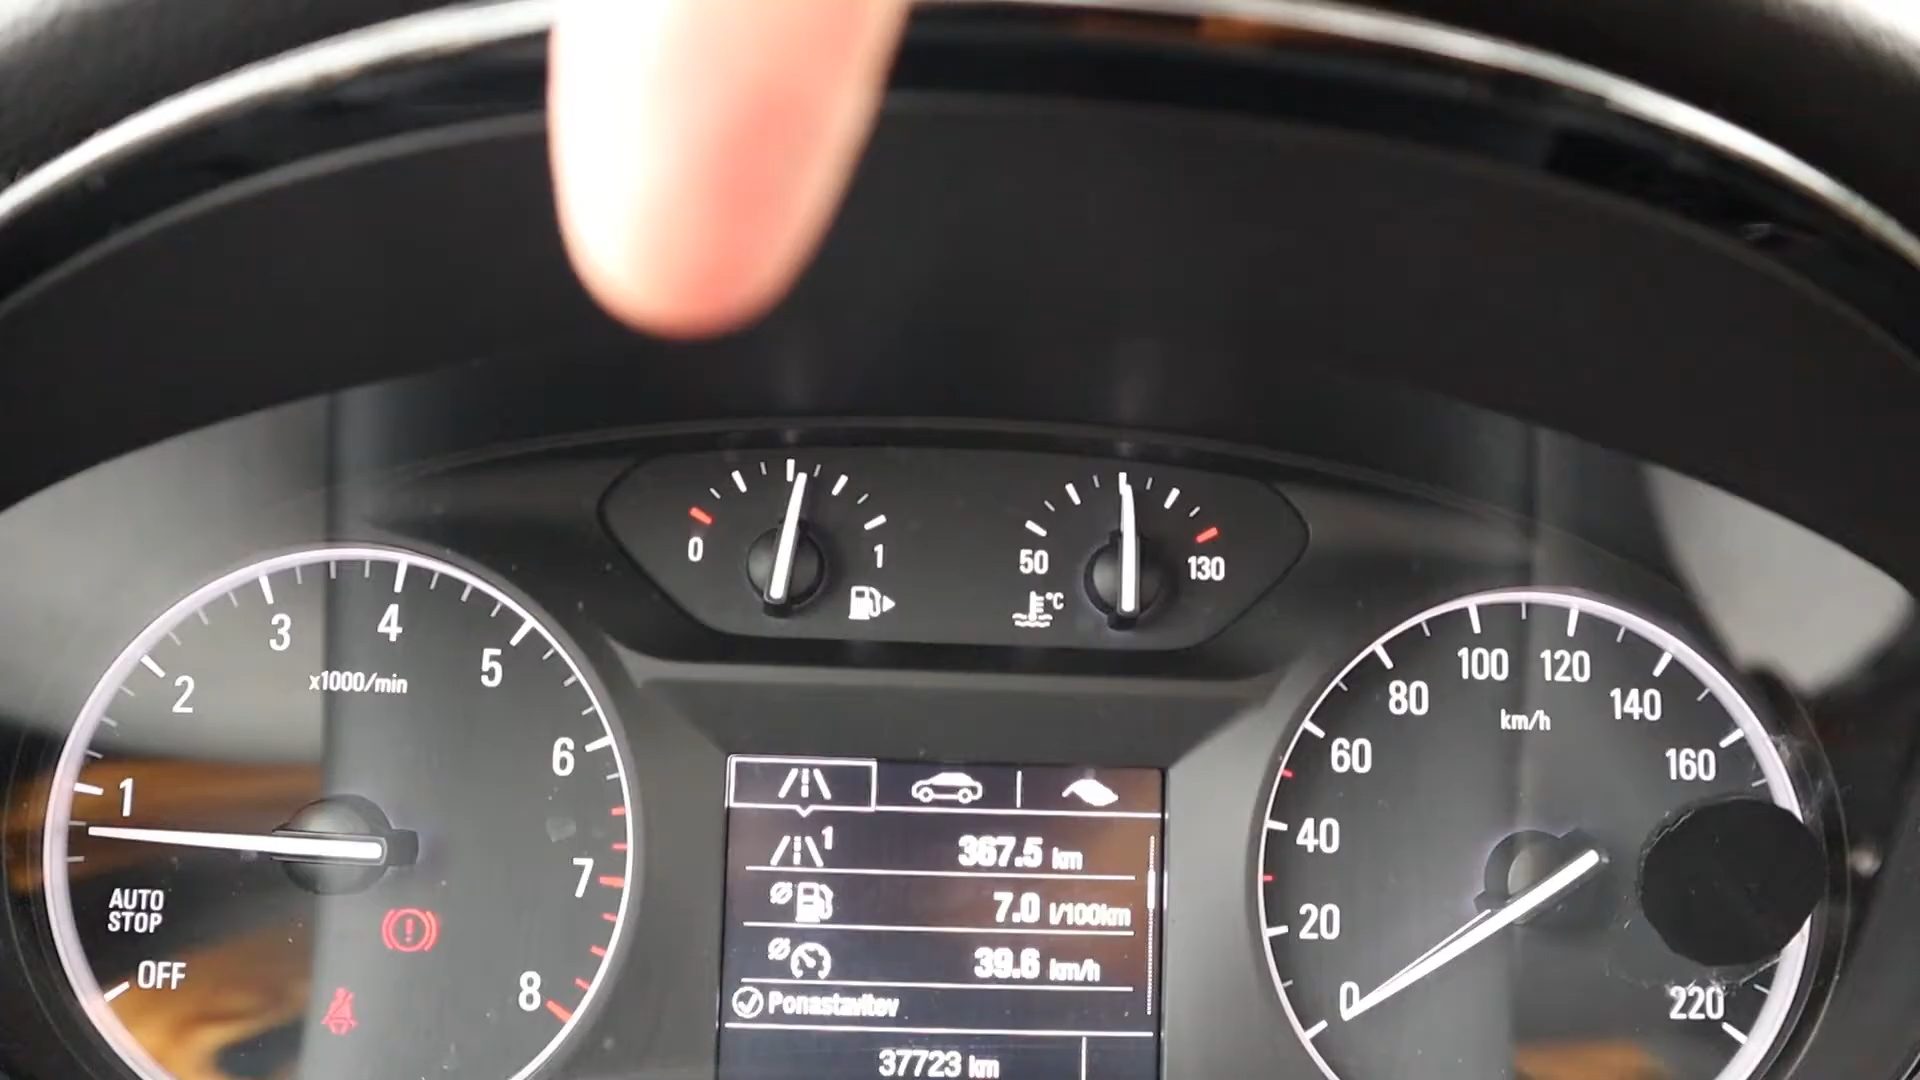 0
1
50
130
°C
1
2
3
4
5
6
7
8
x1000/min
AUTO
STOP
OFF
1
367.5 km
Ø 7.0 l/100km
Ø 39.6 km/h
Ponastavitev
37723 km
0
20
40
60
80
100
120
140
160
220
km/h